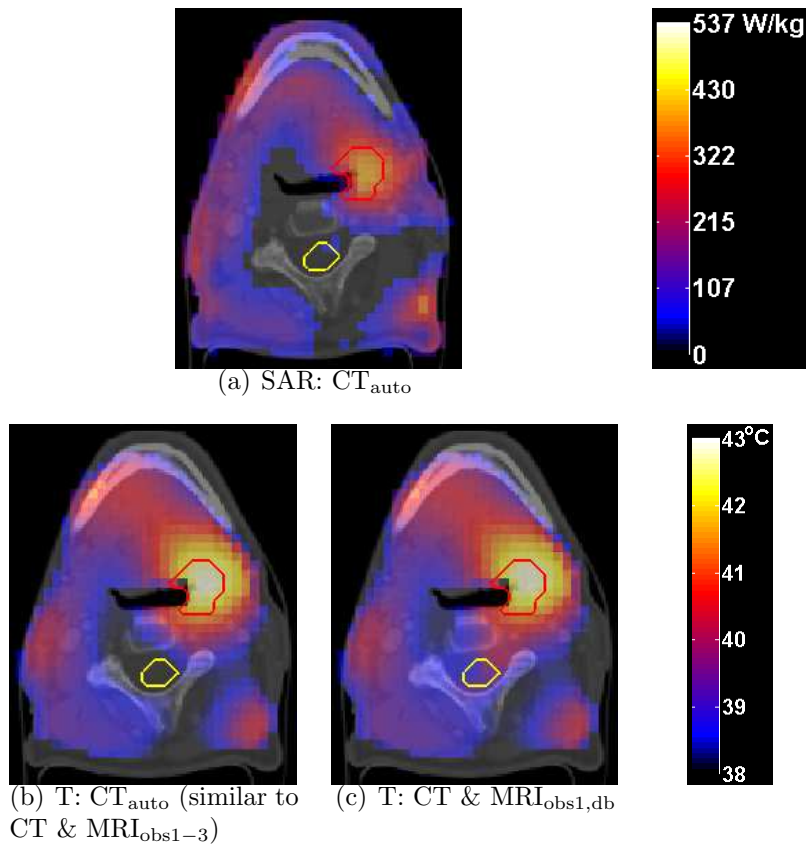 537 W/kg
430
322
215
107
0
(a) SAR: CT_auto
43°C
42
41
40
39
38
(b) T: CT_auto (similar to
CT & MRI_obs1−3)
(c) T: CT & MRI_obs1,db